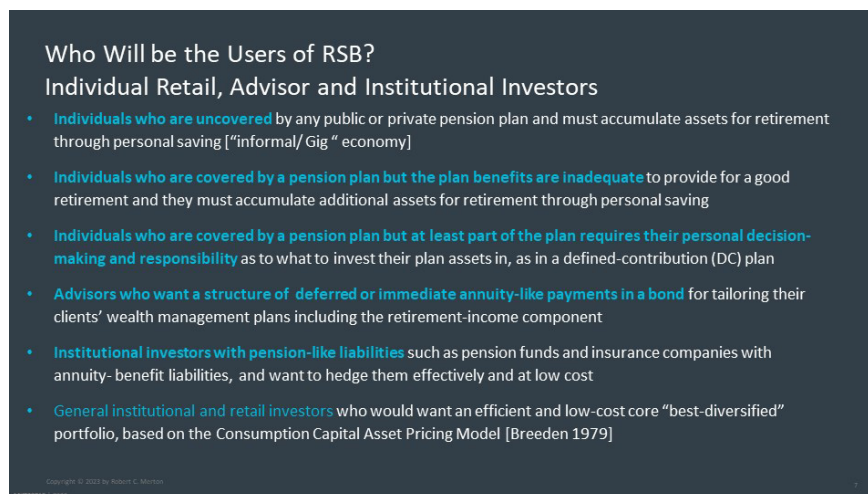 Who Will be the Users of RSB?
Individual Retail, Advisor and Institutional Investors
• Individuals who are uncovered by any public or private pension plan and must accumulate assets for retirement
through personal saving [“informal/ Gig “ economy]
• Individuals who are covered by a pension plan but the plan benefits are inadequate to provide for a good
retirement and they must accumulate additional assets for retirement through personal saving
• Individuals who are covered by a pension plan but at least part of the plan requires their personal decision-
making and responsibility as to what to invest their plan assets in, as in a defined-contribution (DC) plan
• Advisors who want a structure of deferred or immediate annuity-like payments in a bond for tailoring their
clients’ wealth management plans including the retirement-income component
• Institutional investors with pension-like liabilities such as pension funds and insurance companies with
annuity- benefit liabilities, and want to hedge them effectively and at low cost
• General institutional and retail investors who would want an efficient and low-cost core “best-diversified”
portfolio, based on the Consumption Capital Asset Pricing Model [Breeden 1979]
Copyright © 2023 by Robert C. Merton
7